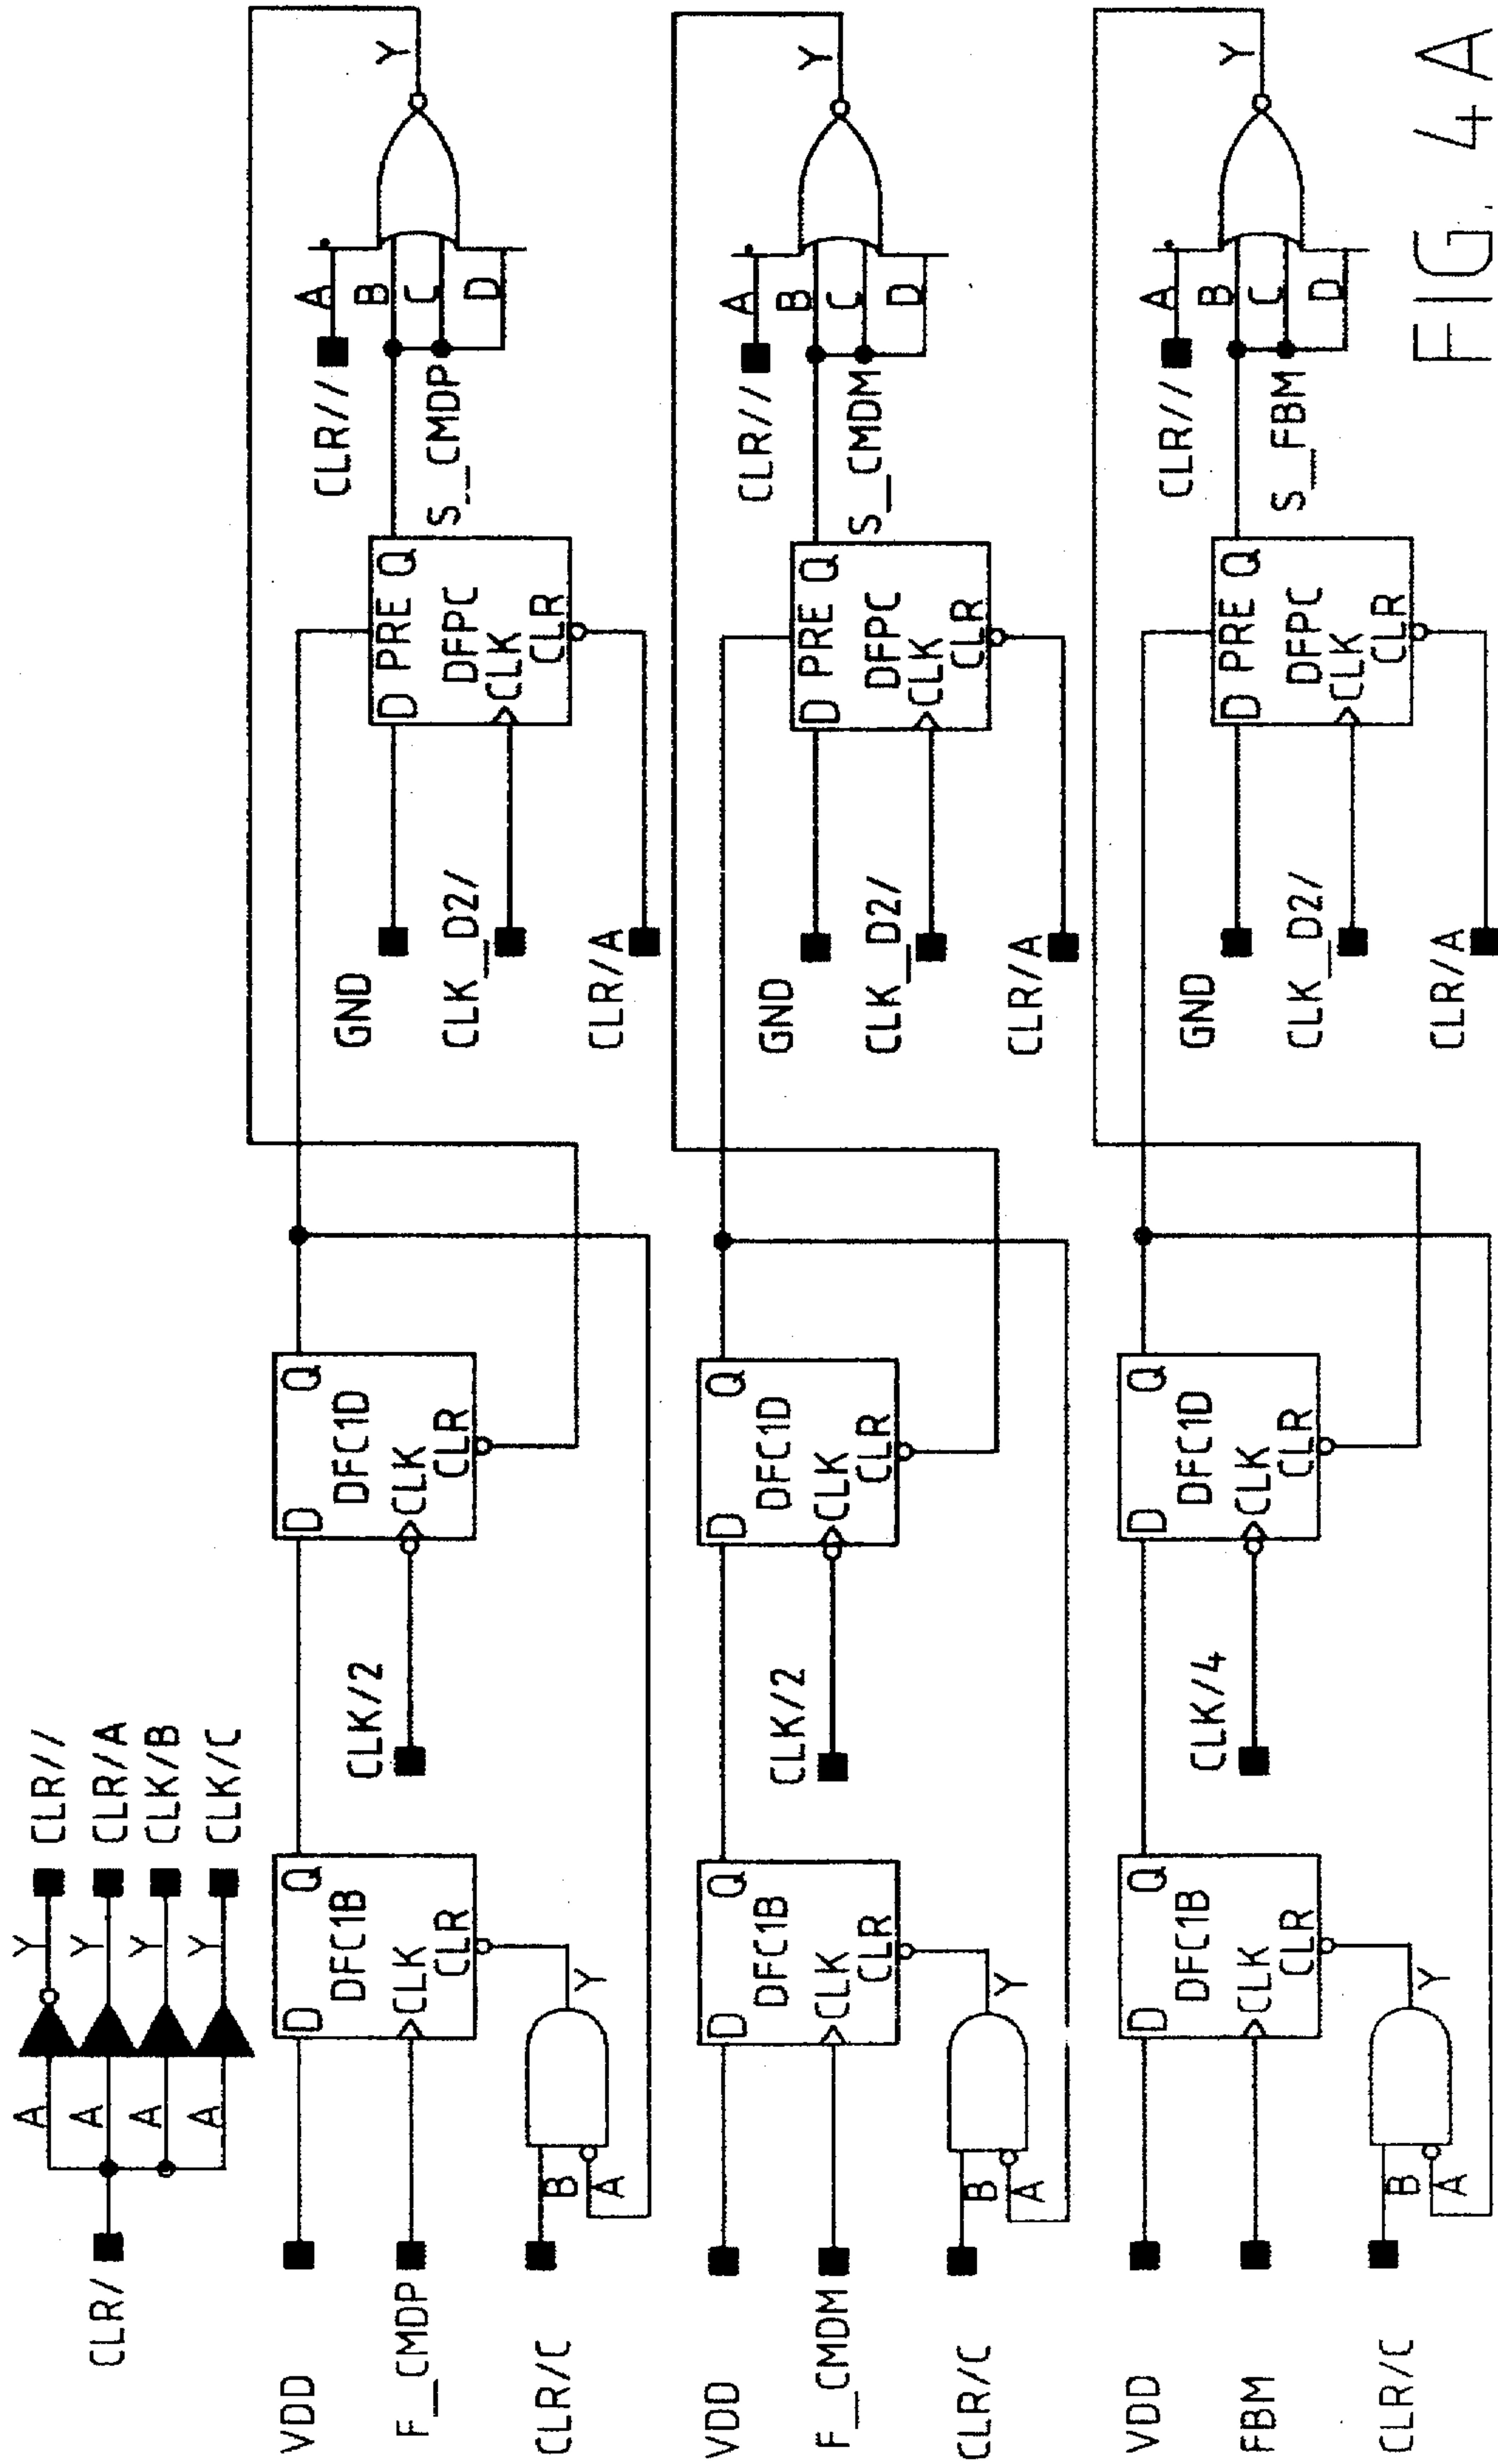 CLR/
A Y CLR//
A Y CLR/A
A Y CLK/B
A Y CLK/C
VDD
F_CMDP
CLR/C
B
A
Y
D Q
DFC1B
CLK
CLR
CLK/2
D Q
DFC1D
CLK
CLR
GND
CLK_D2/
CLR/A
D PRE Q
DFPC
CLK
CLR
S_CMDP
CLR//
A
B
C
D
Y
VDD
F_CMDM
CLR/C
B
A
Y
D Q
DFC1B
CLK
CLR
CLK/2
D Q
DFC1D
CLK
CLR
GND
CLK_D2/
CLR/A
D PRE Q
DFPC
CLK
CLR
S_CMDM
CLR//
A
B
C
D
Y
VDD
FBM
CLR/C
B
A
Y
D Q
DFC1B
CLK
CLR
CLK/4
D Q
DFC1D
CLK
CLR
GND
CLK_D2/
CLR/A
D PRE Q
DFPC
CLK
CLR
S_FBM
CLR//
A
B
C
D
Y
FIG. 4A